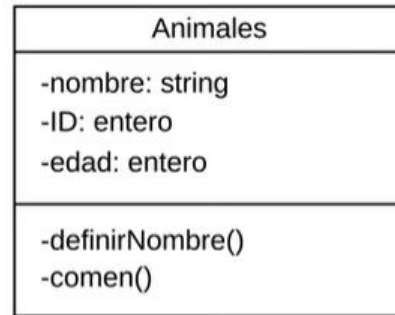 Animales
-nombre: string
-ID: entero
-edad: entero
-definirNombre()
-comen()